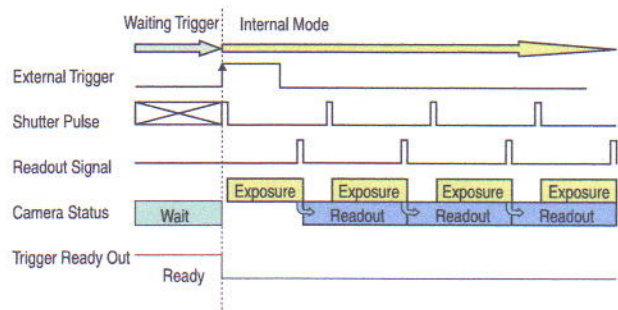 Waiting Trigger Internal Mode
External Trigger
Shutter Pulse
Readout Signal
Exposure Exposure Exposure Exposure
Camera Status Wait Readout Readout Readout
Trigger Ready Out
Ready